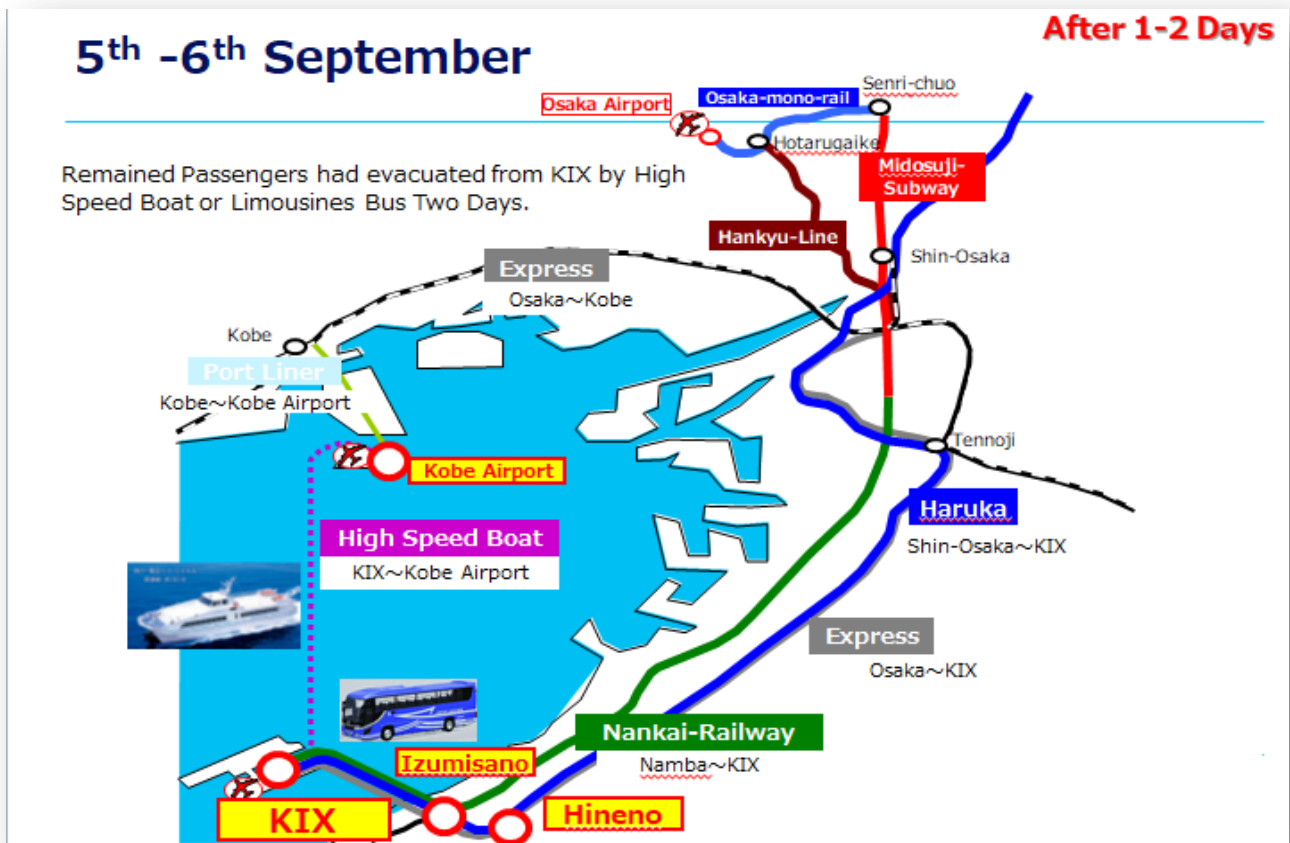 After 1-2 Days
5th -6th September
Senri-chuo
Osaka Airport
Osaka-mono-rail
Hotarugaike
Remained Passengers had evacuated from KIX by High
Speed Boat or Limousines Bus Two Days.
Midosuji-
Subway
Hankyu-Line
Shin-Osaka
Express
Osaka～Kobe
Kobe
Port Liner
Kobe～Kobe Airport
Tennoji
Kobe Airport
Haruka
Shin-Osaka～KIX
High Speed Boat
KIX～Kobe Airport
Express
Osaka～KIX
Nankai-Railway
Namba～KIX
Izumisano
KIX
Hineno